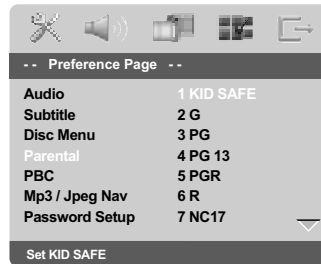 - - Preference Page - -
Audio 1 KID SAFE
Subtitle 2 G
Disc Menu 3 PG
Parental 4 PG 13
PBC 5 PGR
Mp3 / Jpeg Nav 6 R
Password Setup 7 NC17
Set KID SAFE